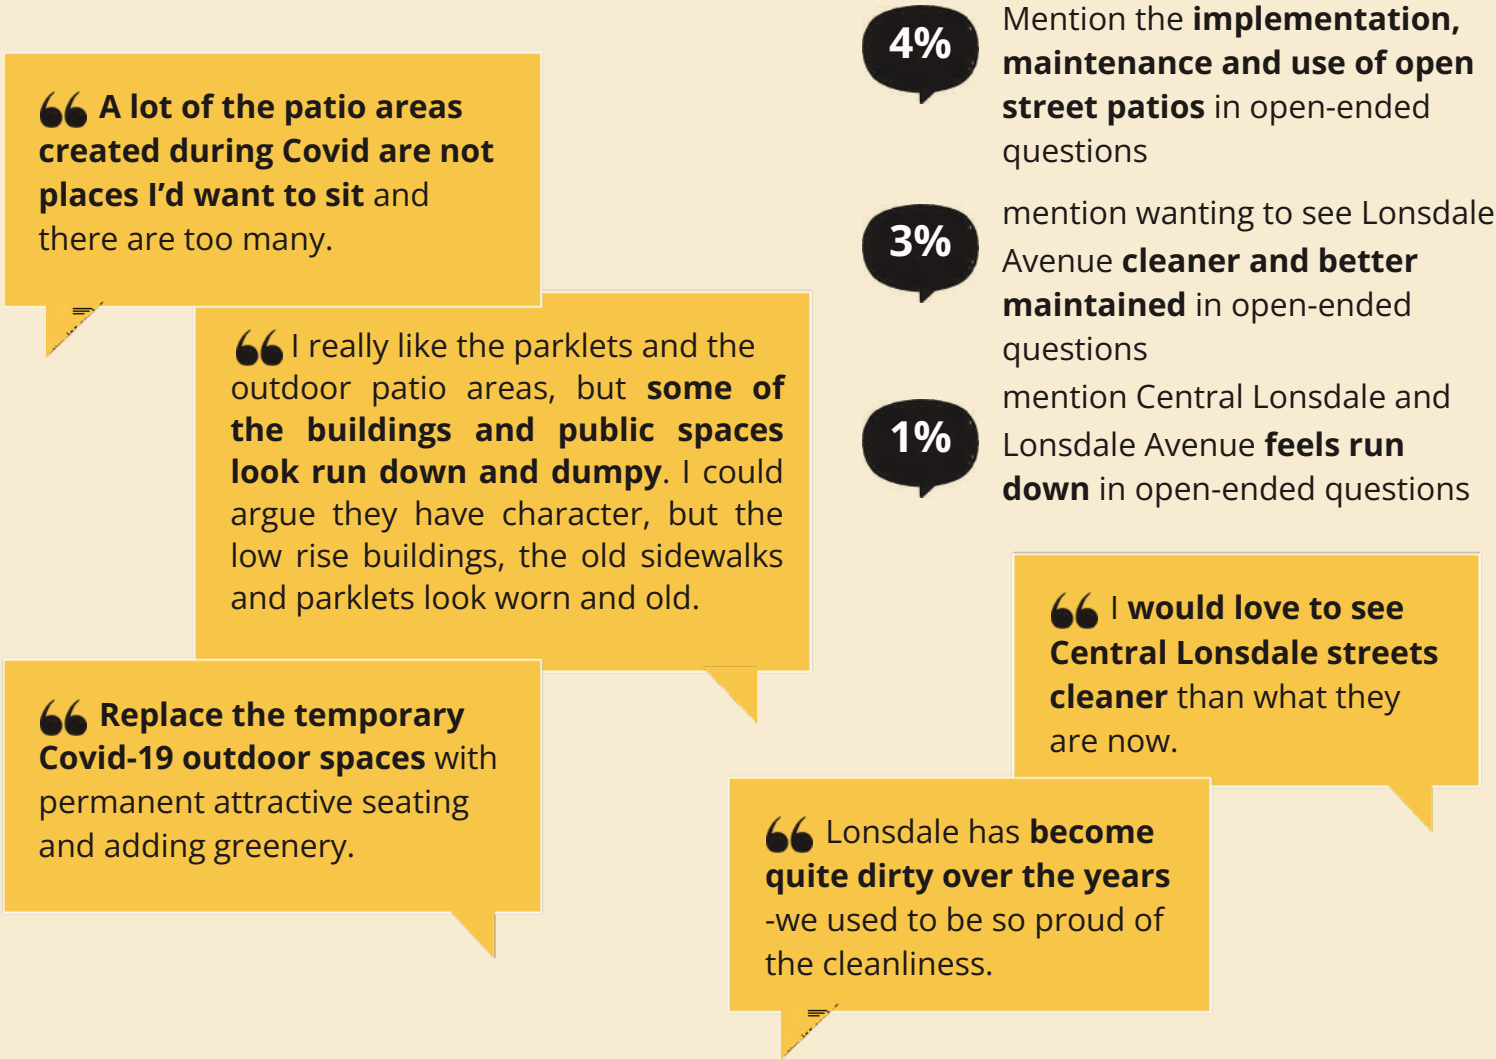 A lot of the patio areas
created during Covid are not
places I’d want to sit and
there are too many.
I really like the parklets and the
outdoor patio areas, but some of
the buildings and public spaces
look run down and dumpy. I could
argue they have character, but the
low rise buildings, the old sidewalks
and parklets look worn and old.
Replace the temporary
Covid-19 outdoor spaces with
permanent attractive seating
and adding greenery.
4%
Mention the implementation,
maintenance and use of open
street patios in open-ended
questions
3%
mention wanting to see Lonsdale
Avenue cleaner and better
maintained in open-ended
questions
1%
mention Central Lonsdale and
Lonsdale Avenue feels run
down in open-ended questions
I would love to see
Central Lonsdale streets
cleaner than what they
are now.
Lonsdale has become
quite dirty over the years
-we used to be so proud of
the cleanliness.